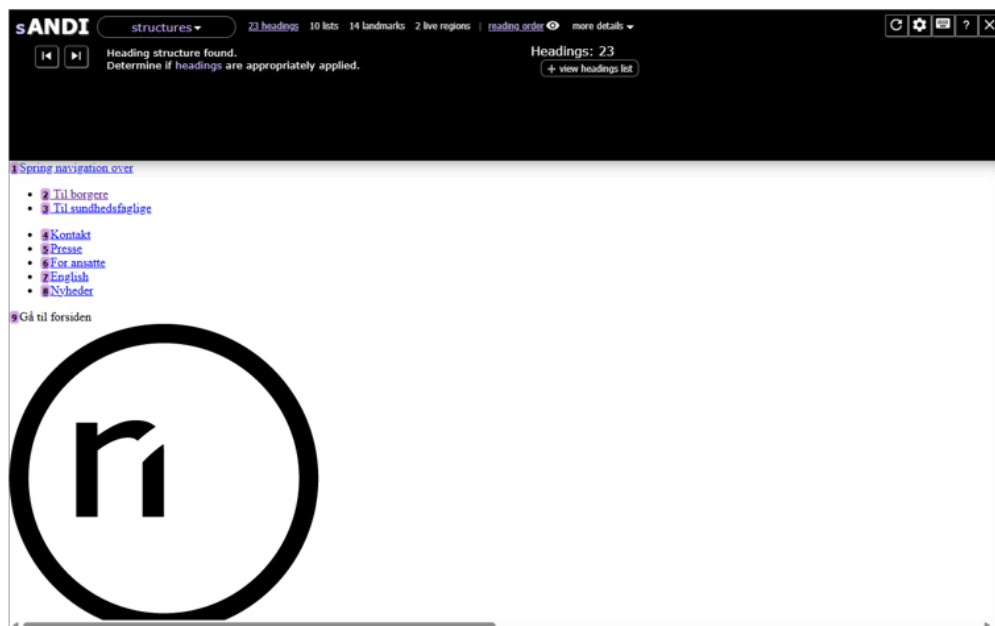 sANDI structures 23 headings 10 lists 14 landmarks 2 live regions | reading order more details ?
Heading structure found. Headings: 23
Determine if headings are appropriately applied. + view headings list
1 Spring navigation over
2 Til borgere
3 Til sundhedsfaglige
4 Kontakt
5 Presse
6 For ansatte
7 English
8 Nyheder
9 Gå til forsiden